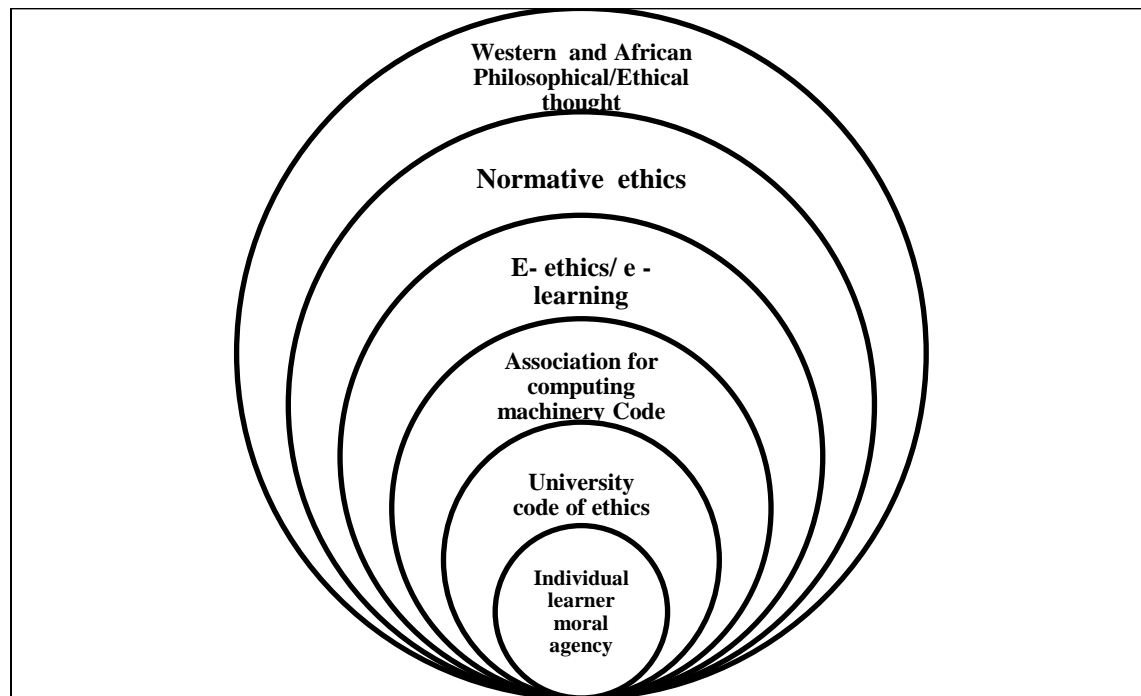 Western and African
Philosophical/Ethical
thought
Normative ethics
E- ethics/ e -
learning
Association for
computing
machinery Code
University
code of ethics
Individual
learner
moral
agency